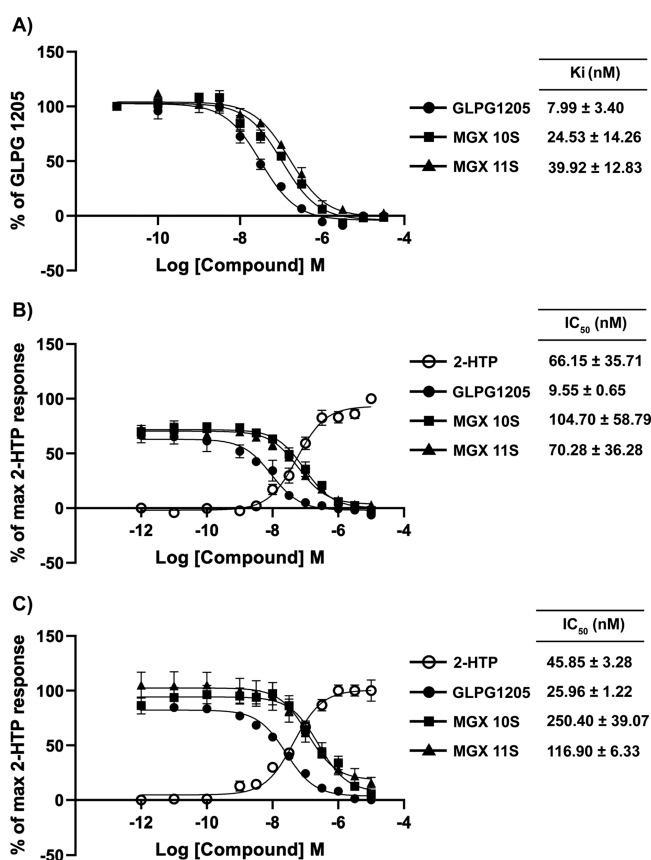 A)
% of GLPG 1205
150
100
50
0
-50
-10
-8
-6
-4
Log [Compound] M
Ki (nM)
GLPG1205 7.99 ± 3.40
MGX 10S 24.53 ± 14.26
MGX 11S 39.92 ± 12.83
B)
% of max 2-HTP response
150
100
50
0
-50
-12
-10
-8
-6
-4
Log [Compound] M
IC50 (nM)
2-HTP 66.15 ± 35.71
GLPG1205 9.55 ± 0.65
MGX 10S 104.70 ± 58.79
MGX 11S 70.28 ± 36.28
C)
% of max 2-HTP response
150
100
50
0
-50
-12
-10
-8
-6
-4
Log [Compound] M
IC50 (nM)
2-HTP 45.85 ± 3.28
GLPG1205 25.96 ± 1.22
MGX 10S 250.40 ± 39.07
MGX 11S 116.90 ± 6.33